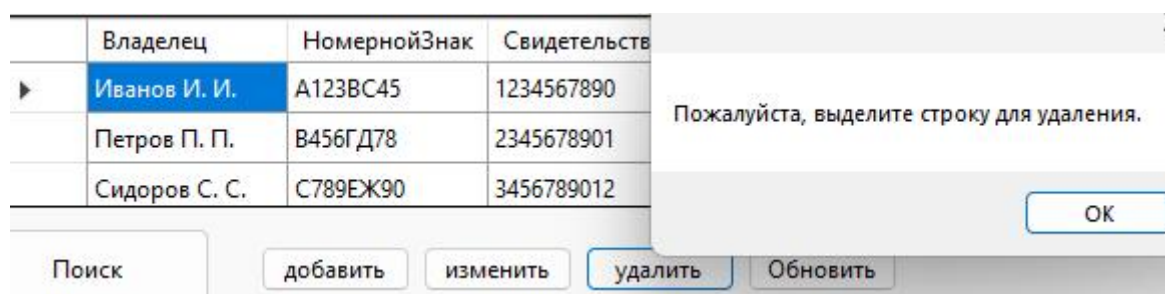 Владелец НомернойЗнак Свидетельств
Иванов И. И. А123ВС45 1234567890
Петров П. П. В456ГД78 2345678901
Сидоров С. С. С789ЕЖ90 3456789012
Пожалуйста, выделите строку для удаления.
ОК
Поиск добавить изменить удалить Обновить